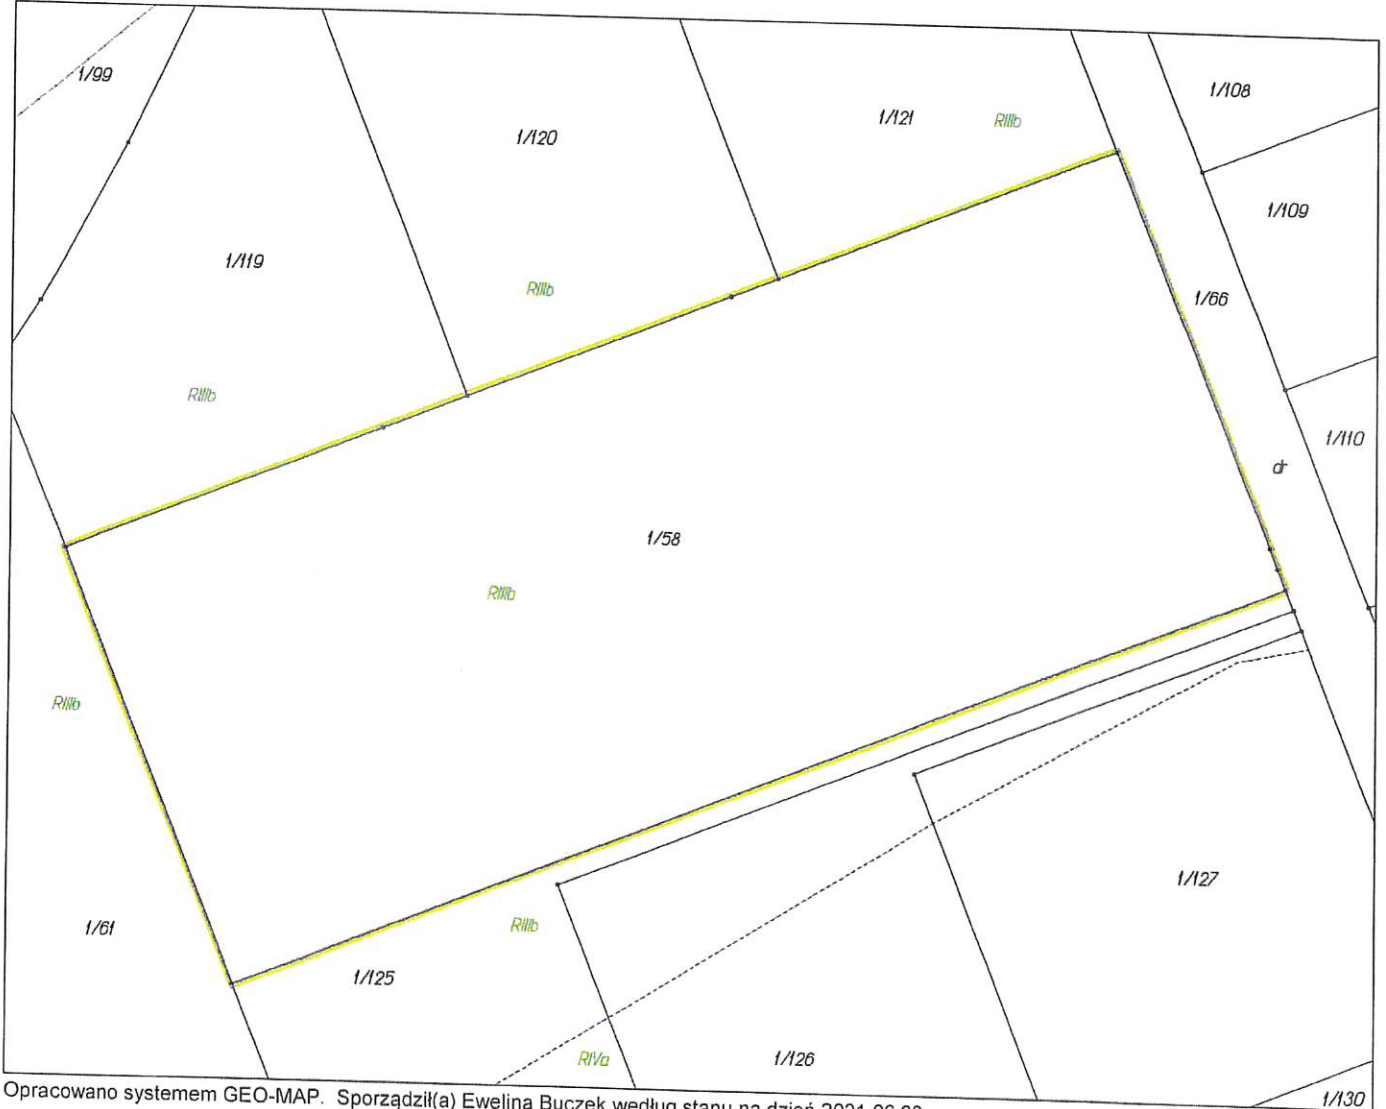 1/99
1/108
1/121
RIIIb
1/120
1/109
1/119
RIIIb
1/66
RIIIb
1/110
dr
1/58
RIIIb
RIIIb
1/127
1/61
RIIIb
1/125
RIVa
1/126
1/130
Opracowano systemem GEO-MAP. Sporządził(a) Ewelina Buczek według stanu na dzień